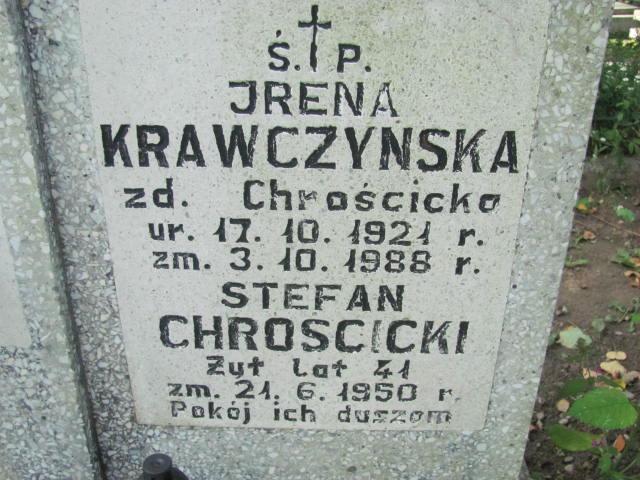 Ś. P.
JRENA
KRAWCZYNSKA
zd. Chrościcka
ur. 17. 10. 1921 r.
zm. 3. 10. 1988 r.
STEFAN
CHROSCICKI
Żył lat 41
zm. 21. 6. 1950 r.
Pokój ich duszom